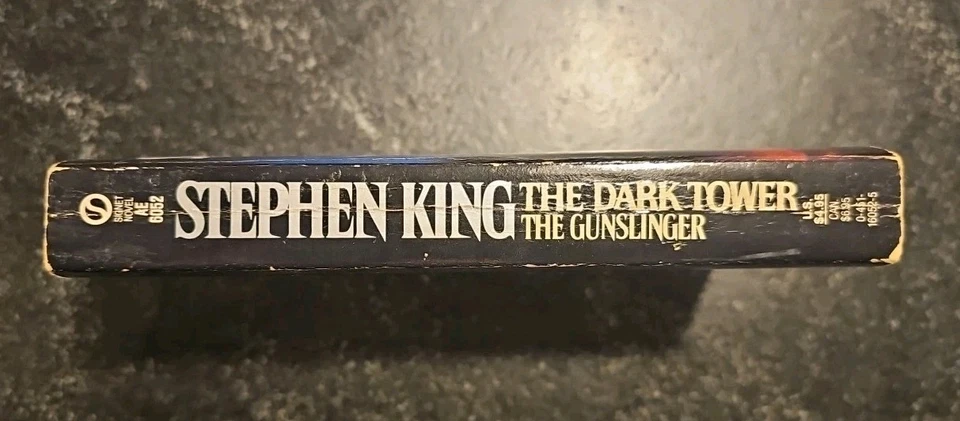 S
SIGNET
NOVEL
AE
6052
STEPHEN KING
THE DARK TOWER
THE GUNSLINGER
U.S.
$4.95
CAN.
$6.95
0-451-
16052-5